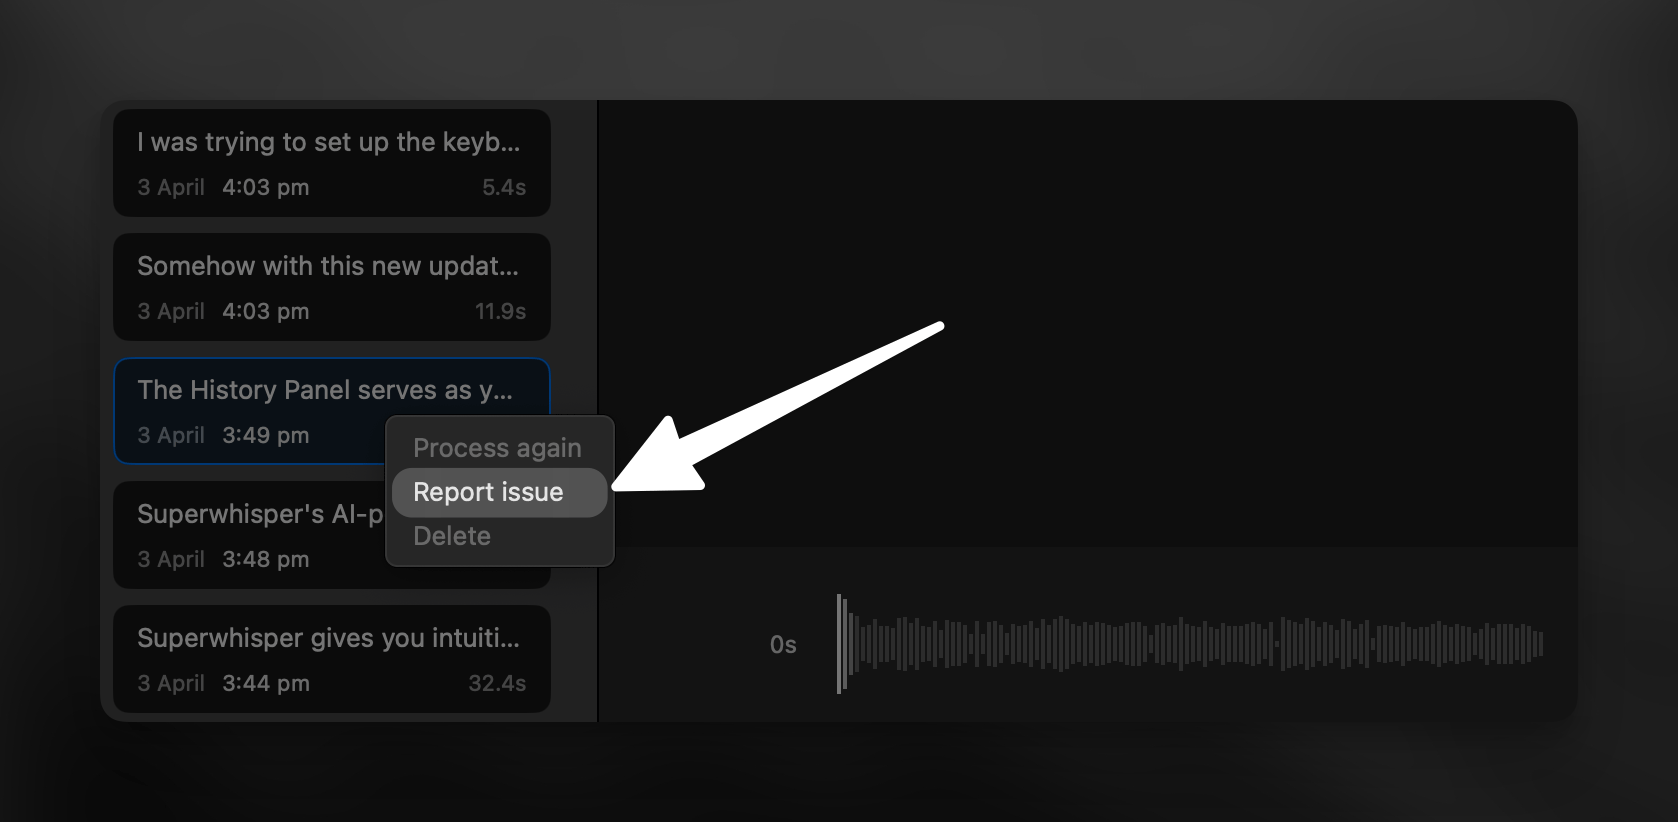 I was trying to set up the keyb...
3 April 4:03 pm 5.4s
Somehow with this new updat...
3 April 4:03 pm 11.9s
The History Panel serves as y...
3 April 3:49 pm
Process again
Report issue
Delete
Superwhisper's AI-p
3 April 3:48 pm
Superwhisper gives you intuiti...
3 April 3:44 pm 32.4s
0s